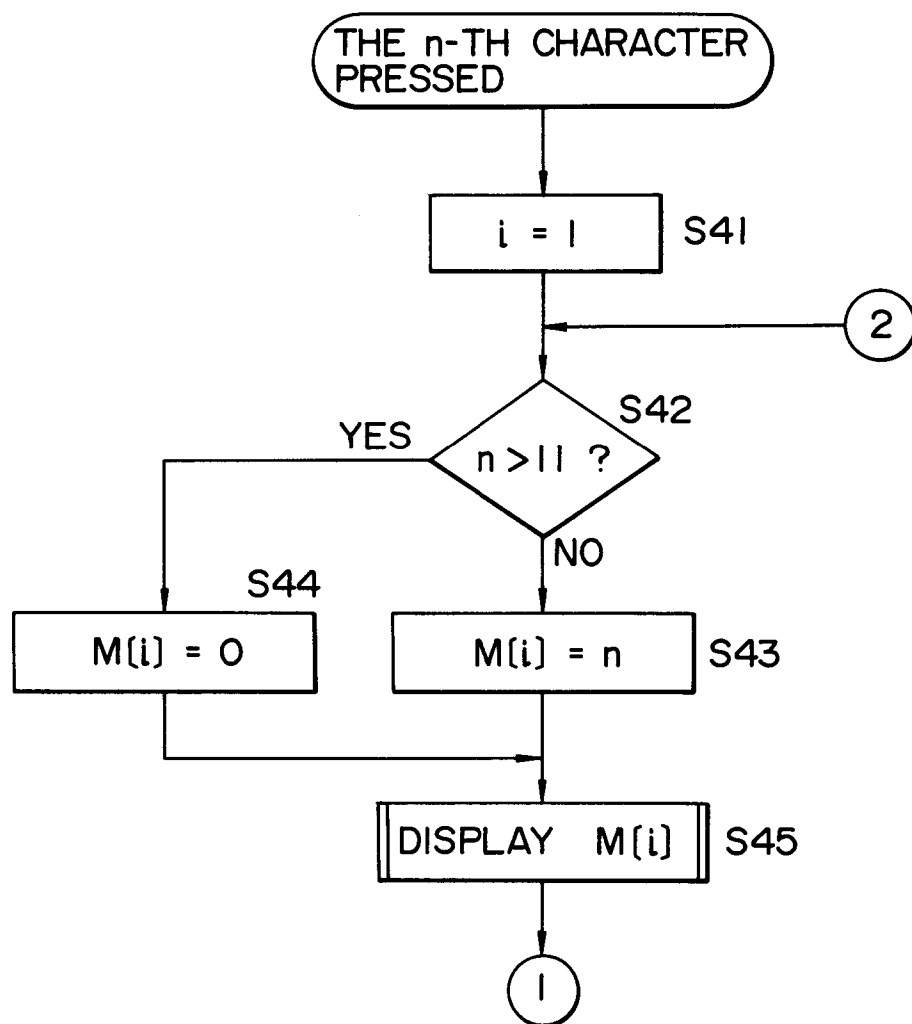 THE n-TH CHARACTER
PRESSED
i = 1
S41
2
S42
YES
n > 11 ?
NO
S44
M[i] = 0
M[i] = n
S43
DISPLAY M[i]
S45
1